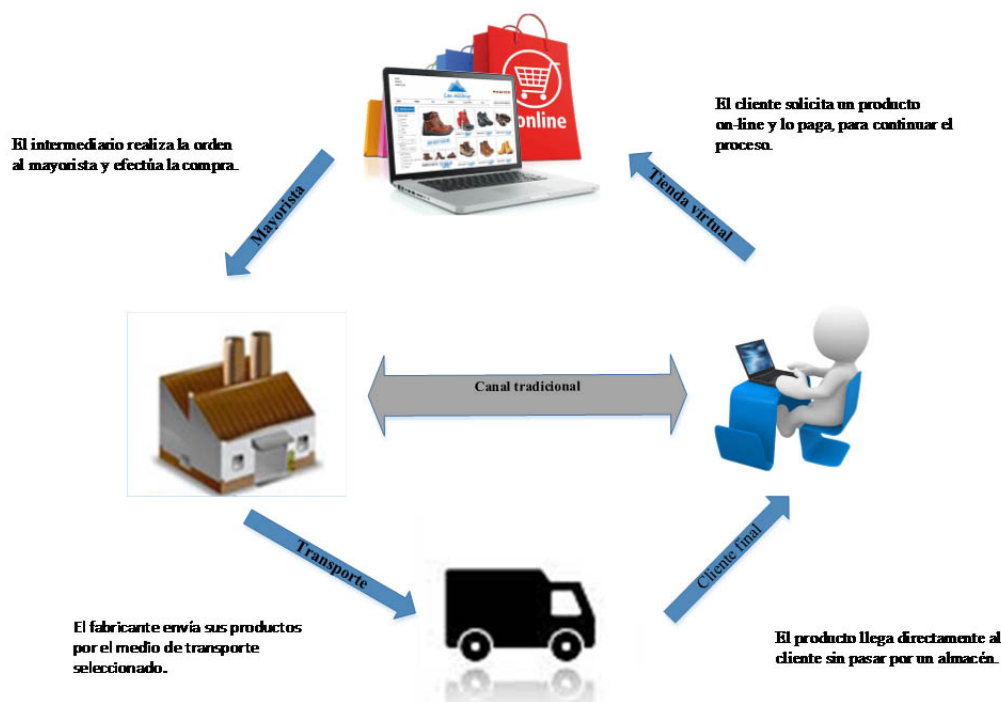 El cliente solicita un producto
on-line y lo paga, para continuar el
proceso.
El intermediario realiza la orden
al mayorista y efectúa la compra.
online
Mayorista
Tienda virtual
Canal tradicional
Transporte
Cliente final
El fabricante envía sus productos
por el medio de transporte
seleccionado.
El producto llega directamente al
cliente sin pasar por un almacén.